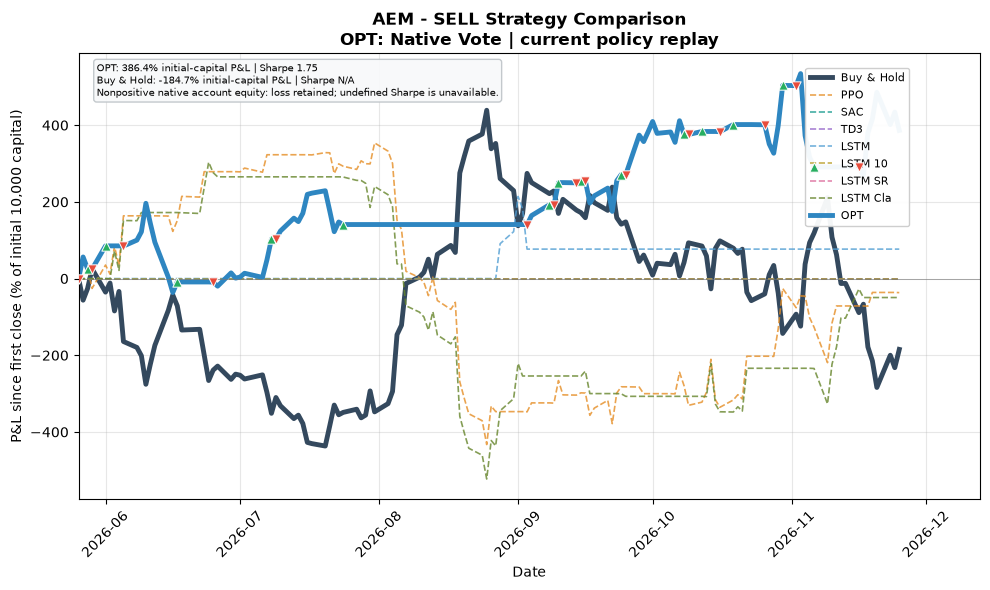 AEM - SELL Strategy Comparison
OPT: Native Vote | current policy replay
OPT: 386.4% initial-capital P&L | Sharpe 1.75
Buy & Hold: -184.7% initial-capital P&L | Sharpe N/A
Nonpositive native account equity: loss retained; undefined Sharpe is unavailable.
Buy & Hold
PPO
SAC
TD3
LSTM
LSTM 10
LSTM SR
LSTM Cla
OPT
P&L since first close (% of initial 10,000 capital)
400
200
0
−200
−400
2026-06
2026-07
2026-08
2026-09
2026-10
2026-11
2026-12
Date